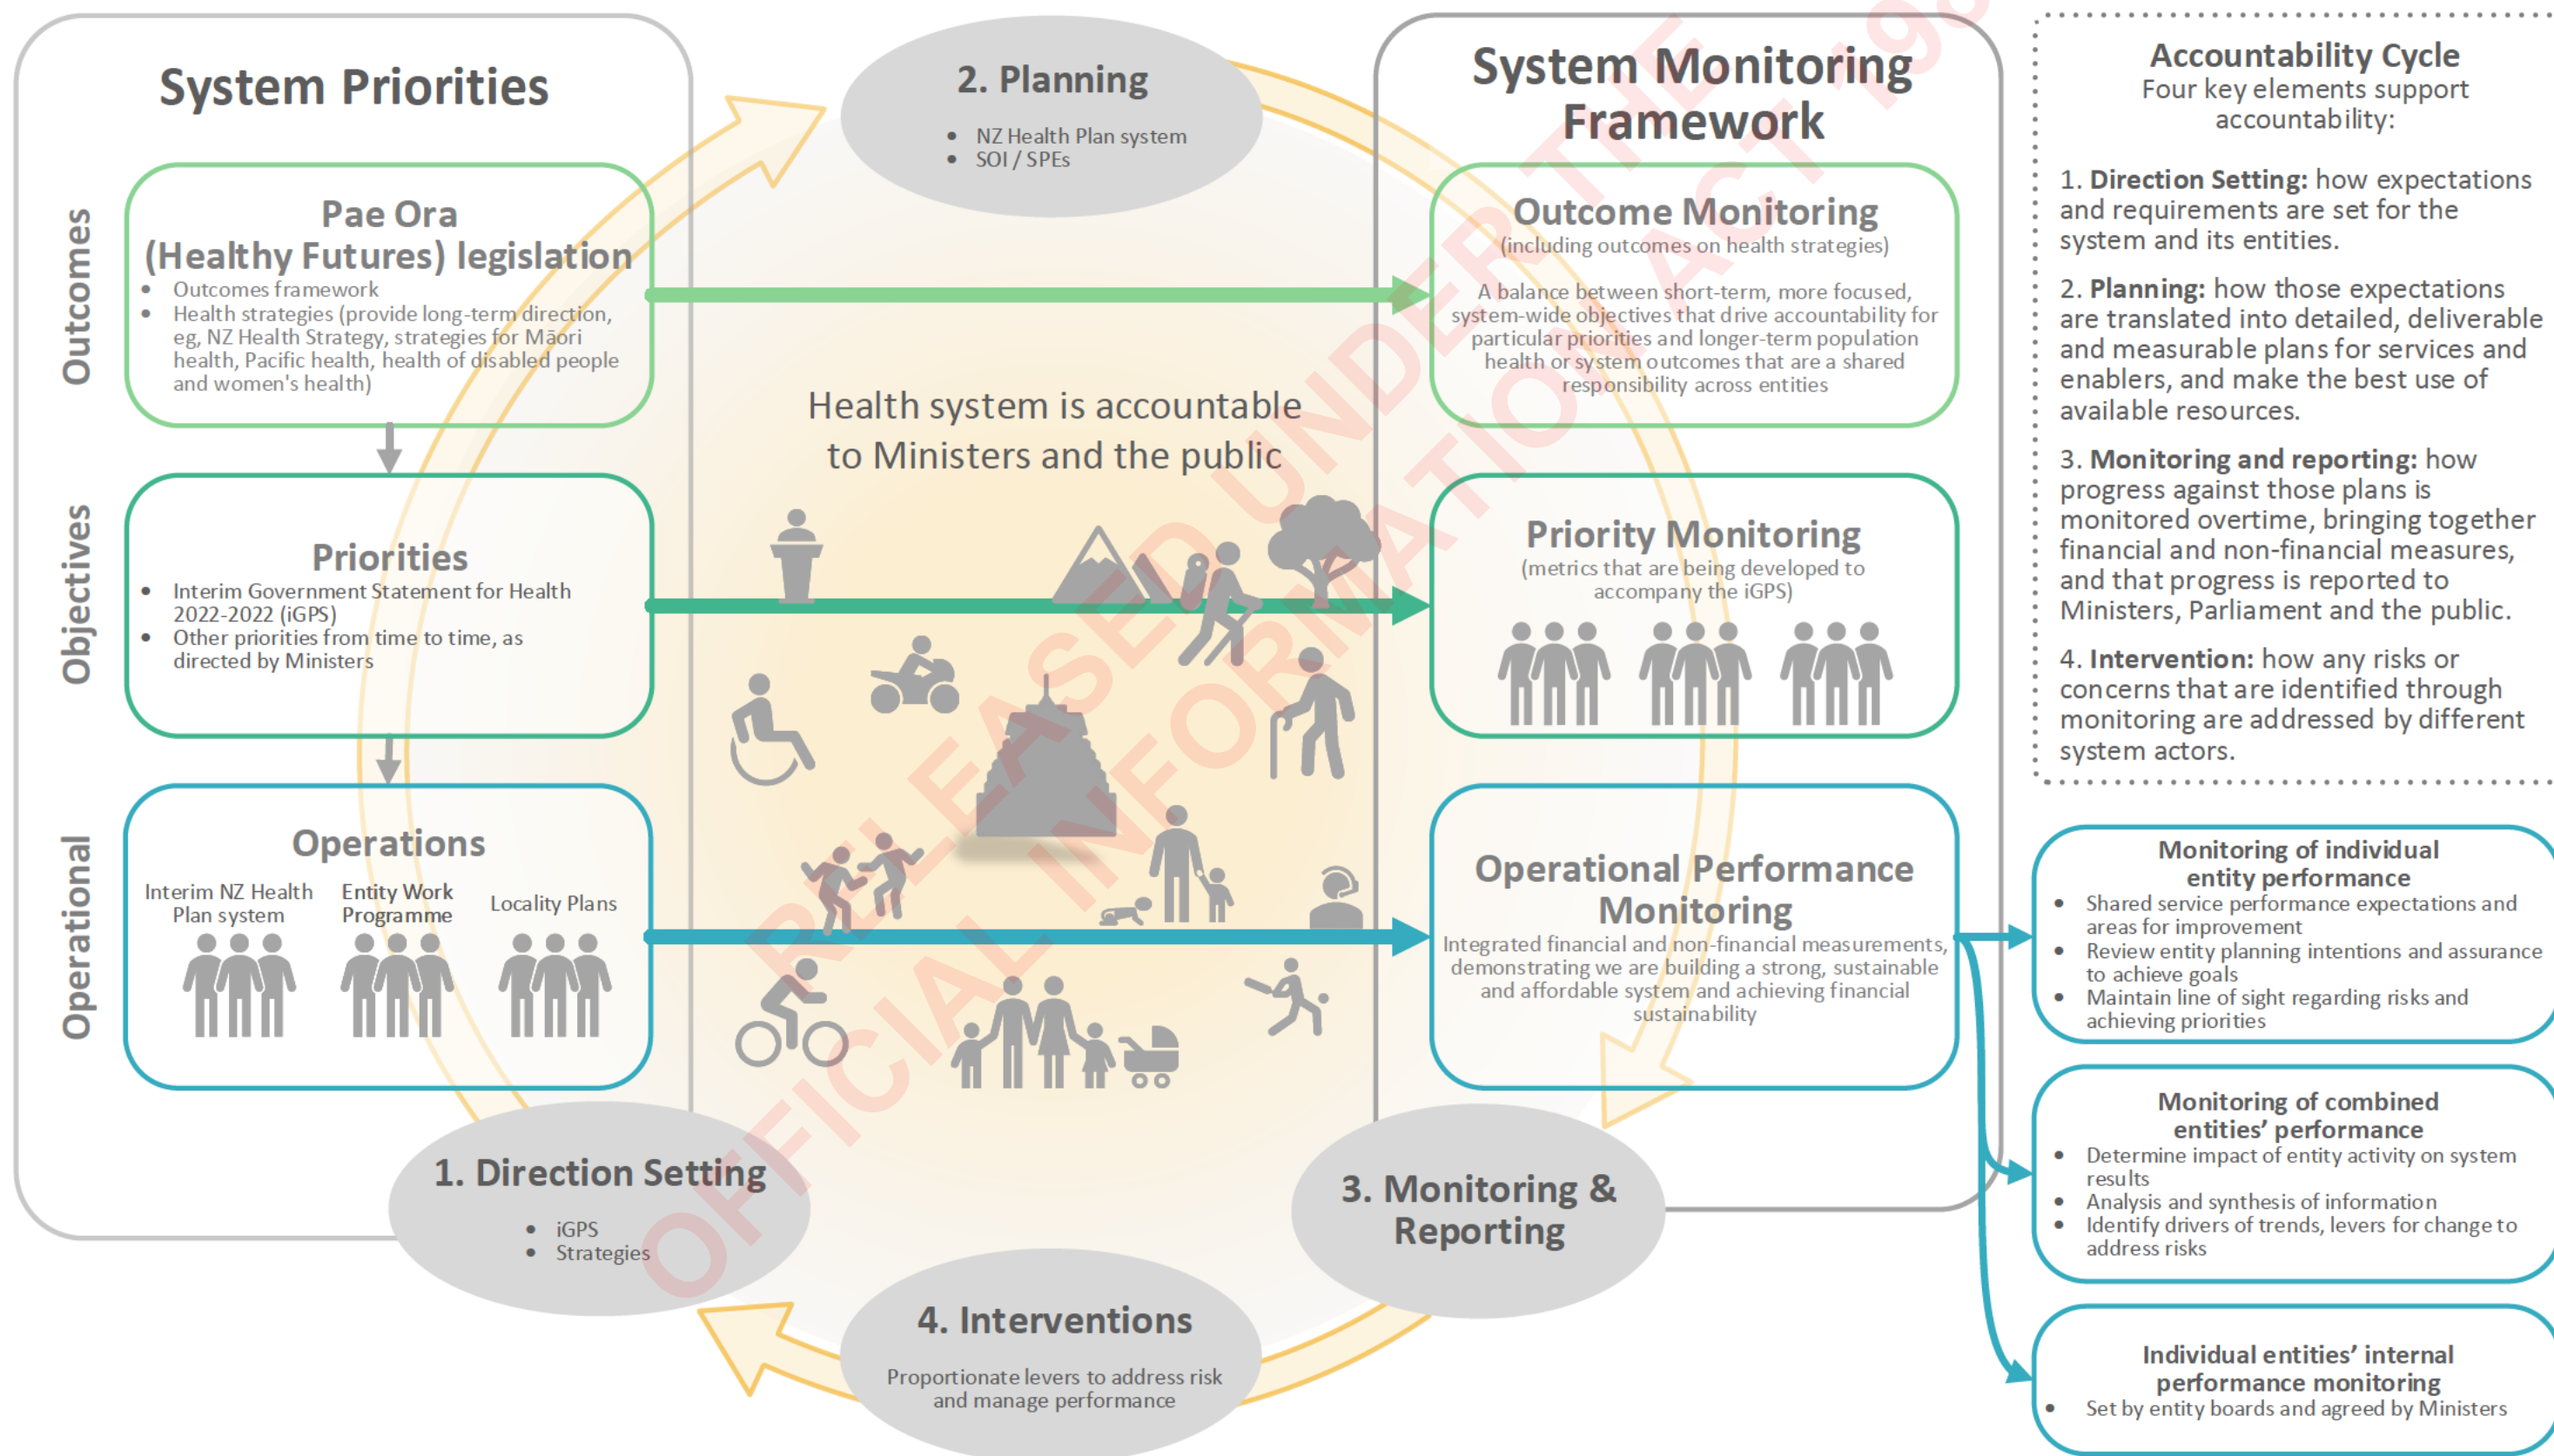 System Priorities
Outcomes
Pae Ora
(Healthy Futures) legislation
• Outcomes framework
• Health strategies (provide long-term direction,
eg, NZ Health Strategy, strategies for Māori
health, Pacific health, health of disabled people
and women's health)
Objectives
Priorities
• Interim Government Statement for Health
2022-2022 (iGPS)
• Other priorities from time to time, as
directed by Ministers
Operational
Operations
Interim NZ Health
Plan system
Entity Work
Programme
Locality Plans
1. Direction Setting
• iGPS
• Strategies
2. Planning
• NZ Health Plan system
• SOI / SPEs
Health system is accountable
to Ministers and the public
4. Interventions
Proportionate levers to address risk
and manage performance
System Monitoring
Framework
Outcome Monitoring
(including outcomes on health strategies)
A balance between short-term, more focused,
system-wide objectives that drive accountability for
particular priorities and longer-term population
health or system outcomes that are a shared
responsibility across entities
Priority Monitoring
(metrics that are being developed to
accompany the iGPS)
Operational Performance
Monitoring
Integrated financial and non-financial measurements,
demonstrating we are building a strong, sustainable
and affordable system and achieving financial
sustainability
3. Monitoring &
Reporting
Accountability Cycle
Four key elements support
accountability:
1. Direction Setting: how expectations
and requirements are set for the
system and its entities.
2. Planning: how those expectations
are translated into detailed, deliverable
and measurable plans for services and
enablers, and make the best use of
available resources.
3. Monitoring and reporting: how
progress against those plans is
monitored overtime, bringing together
financial and non-financial measures,
and that progress is reported to
Ministers, Parliament and the public.
4. Intervention: how any risks or
concerns that are identified through
monitoring are addressed by different
system actors.
Monitoring of individual
entity performance
• Shared service performance expectations and
areas for improvement
• Review entity planning intentions and assurance
to achieve goals
• Maintain line of sight regarding risks and
achieving priorities
Monitoring of combined
entities' performance
• Determine impact of entity activity on system
results
• Analysis and synthesis of information
• Identify drivers of trends, levers for change to
address risks
Individual entities' internal
performance monitoring
• Set by entity boards and agreed by Ministers
RELEASED UNDER THE
OFFICIAL INFORMATION ACT